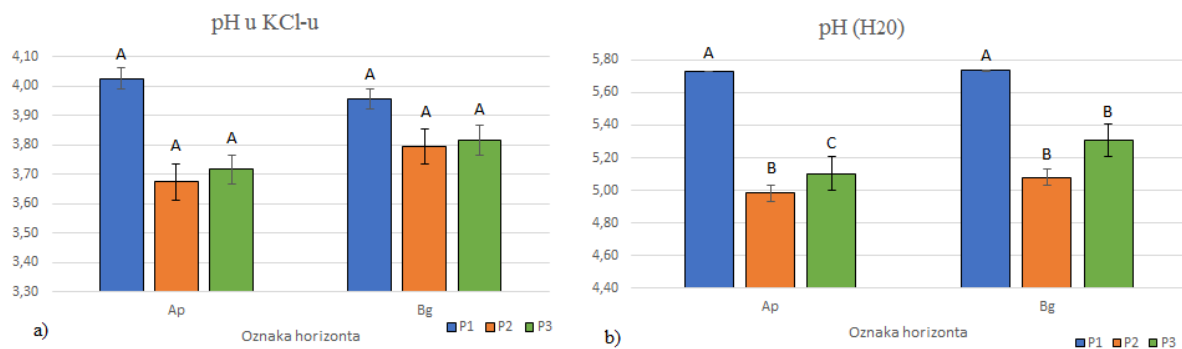 pH u KCl-u
4,10
4,00
3,90
3,80
3,70
3,60
3,50
3,40
3,30
A
A
A
A
A
A
Ap
Bg
Oznaka horizonta
a)
P1 P2 P3
pH (H20)
5,80
5,60
5,40
5,20
5,00
4,80
4,60
4,40
A
B
C
A
B
B
Ap
Bg
Oznaka horizonta
b)
P1 P2 P3